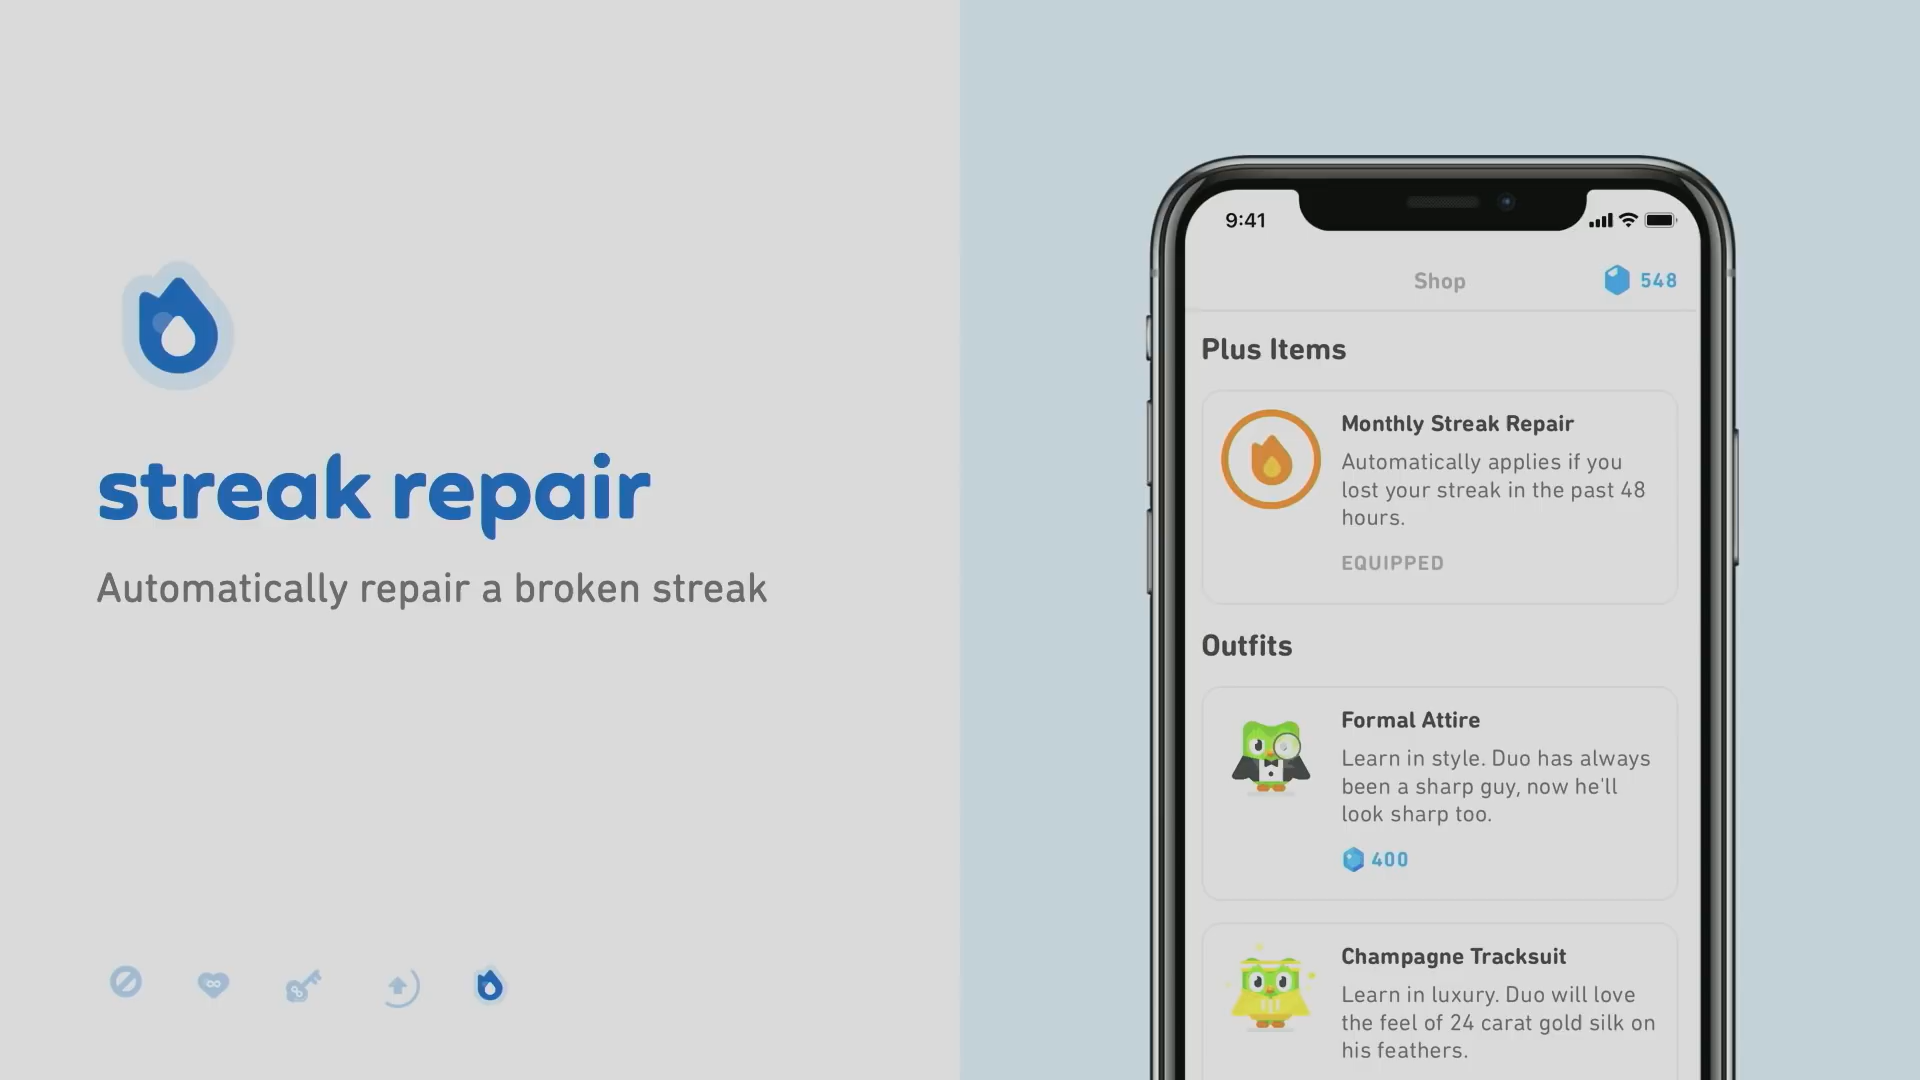 streak repair
Automatically repair a broken streak
9:41
Shop
548
Plus Items
Monthly Streak Repair
Automatically applies if you
lost your streak in the past 48
hours.
EQUIPPED
Outfits
Formal Attire
Learn in style. Duo has always
been a sharp guy, now he'll
look sharp too.
400
Champagne Tracksuit
Learn in luxury. Duo will love
the feel of 24 carat gold silk on
his feathers.